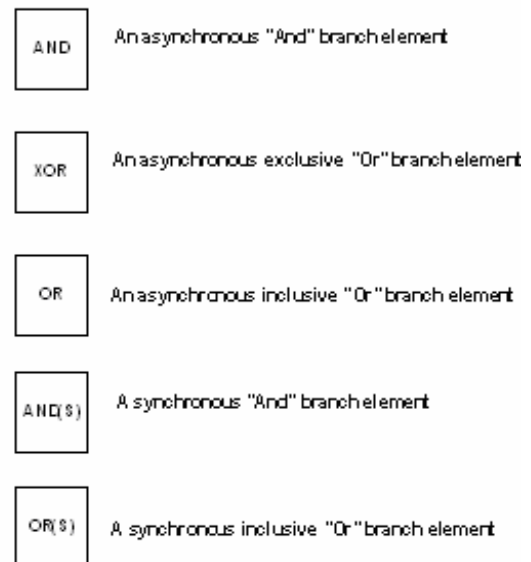 AND An asynchronous "And" branch element
XOR An asynchronous exclusive "Or" branch element
OR An asynchronous inclusive "Or" branch element
AND(S) A synchronous "And" branch element
OR(S) A synchronous inclusive "Or" branch element